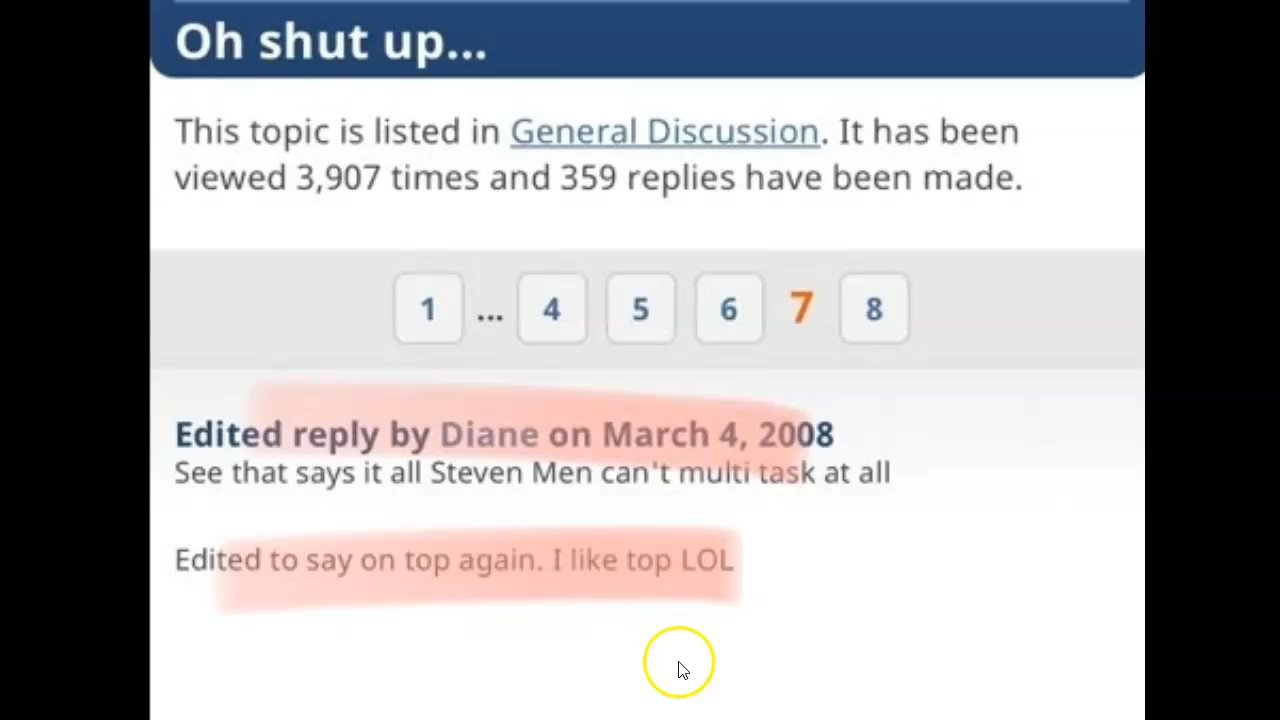 Oh shut up...
This topic is listed in General Discussion. It has been
viewed 3,907 times and 359 replies have been made.
1 ... 4 5 6 7 8
Edited reply by Diane on March 4, 2008
See that says it all Steven Men can't multi task at all
Edited to say on top again. I like top LOL